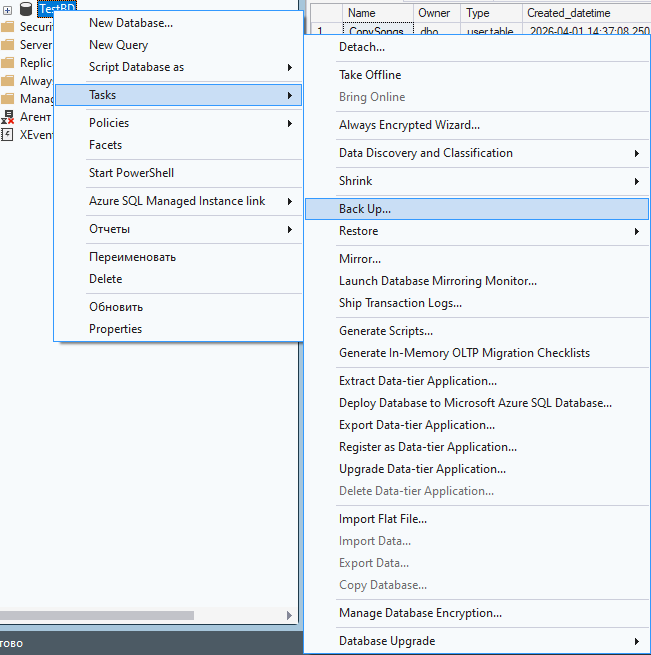 TestBD
Name Owner Type Created_datetime
1 CopySongs dbo user table 2026-04-01 14:37:08.250
New Database...
New Query
Script Database as
Tasks
Policies
Facets
Start PowerShell
Azure SQL Managed Instance link
Отчеты
Переименовать
Delete
Обновить
Properties
Securi
Server
Replic
Always
Manag
Агент
XEven
Detach...
Take Offline
Bring Online
Always Encrypted Wizard...
Data Discovery and Classification
Shrink
Back Up...
Restore
Mirror...
Launch Database Mirroring Monitor...
Ship Transaction Logs...
Generate Scripts...
Generate In-Memory OLTP Migration Checklists
Extract Data-tier Application...
Deploy Database to Microsoft Azure SQL Database...
Export Data-tier Application...
Register as Data-tier Application...
Upgrade Data-tier Application...
Delete Data-tier Application...
Import Flat File...
Import Data...
Export Data...
Copy Database...
Manage Database Encryption...
Database Upgrade
тово